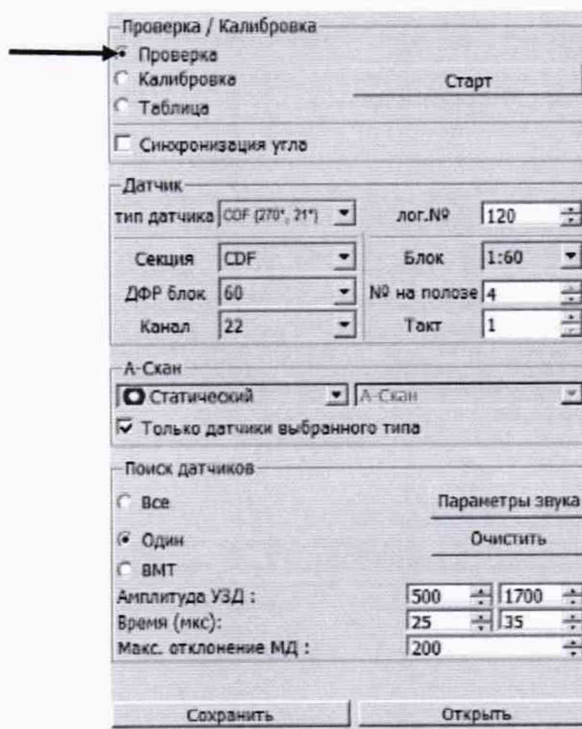 Проверка / Калибровка
Проверка
Калибровка
Старт
Таблица
Синхронизация угла
Датчик
тип датчика CDF (270°, 21°) лог.№ 120
Секция CDF Блок 1:60
ДФР блок 60 № на полозе 4
Канал 22 Такт 1
А-Скан
Статический А-Скан
Только датчики выбранного типа
Поиск датчиков
Все Параметры звука
Один Очистить
ВМТ
Амплитуда УЗД : 500 1700
Время (мкс): 25 35
Макс. отклонение МД : 200
Сохранить Открыть